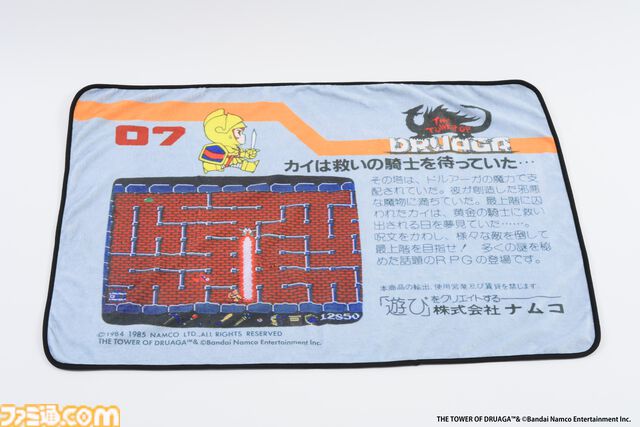 07
THE TOWER OF
DRUAGA
カイは救いの騎士を待っていた…
その塔は、ドルアーガの魔力で支
配されていた。彼が創造した邪悪
な魔物に満ちていた。最上階に囚
われたカイは、黄金の騎士に救い
出される日を夢見ていた……。
呪文をかわし、様々な敵を倒して
最上階を目指せ！ 多くの謎を秘
めた話題のRPGの登場です。
本商品の輸出、使用営業及び賃貸を禁じます。
「遊び」をクリエイトする
株式会社 ナムコ
12850
©1984 1985 NAMCO LTD., ALL RIGHTS RESERVED
THE TOWER OF DRUAGA™& ©Bandai Namco Entertainment Inc.
ファミ通.com
THE TOWER OF DRUAGA™& ©Bandai Namco Entertainment Inc.